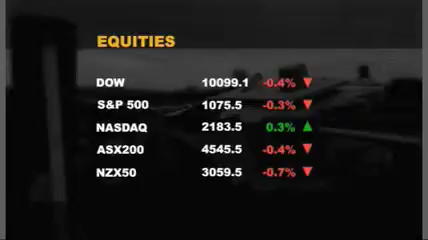 EQUITIES
DOW 10099.1 -0.4% ▼
S&P 500 1075.5 -0.3% ▼
NASDAQ 2183.5 0.3% ▲
ASX200 4545.5 -0.4% ▼
NZX50 3059.5 -0.7% ▼